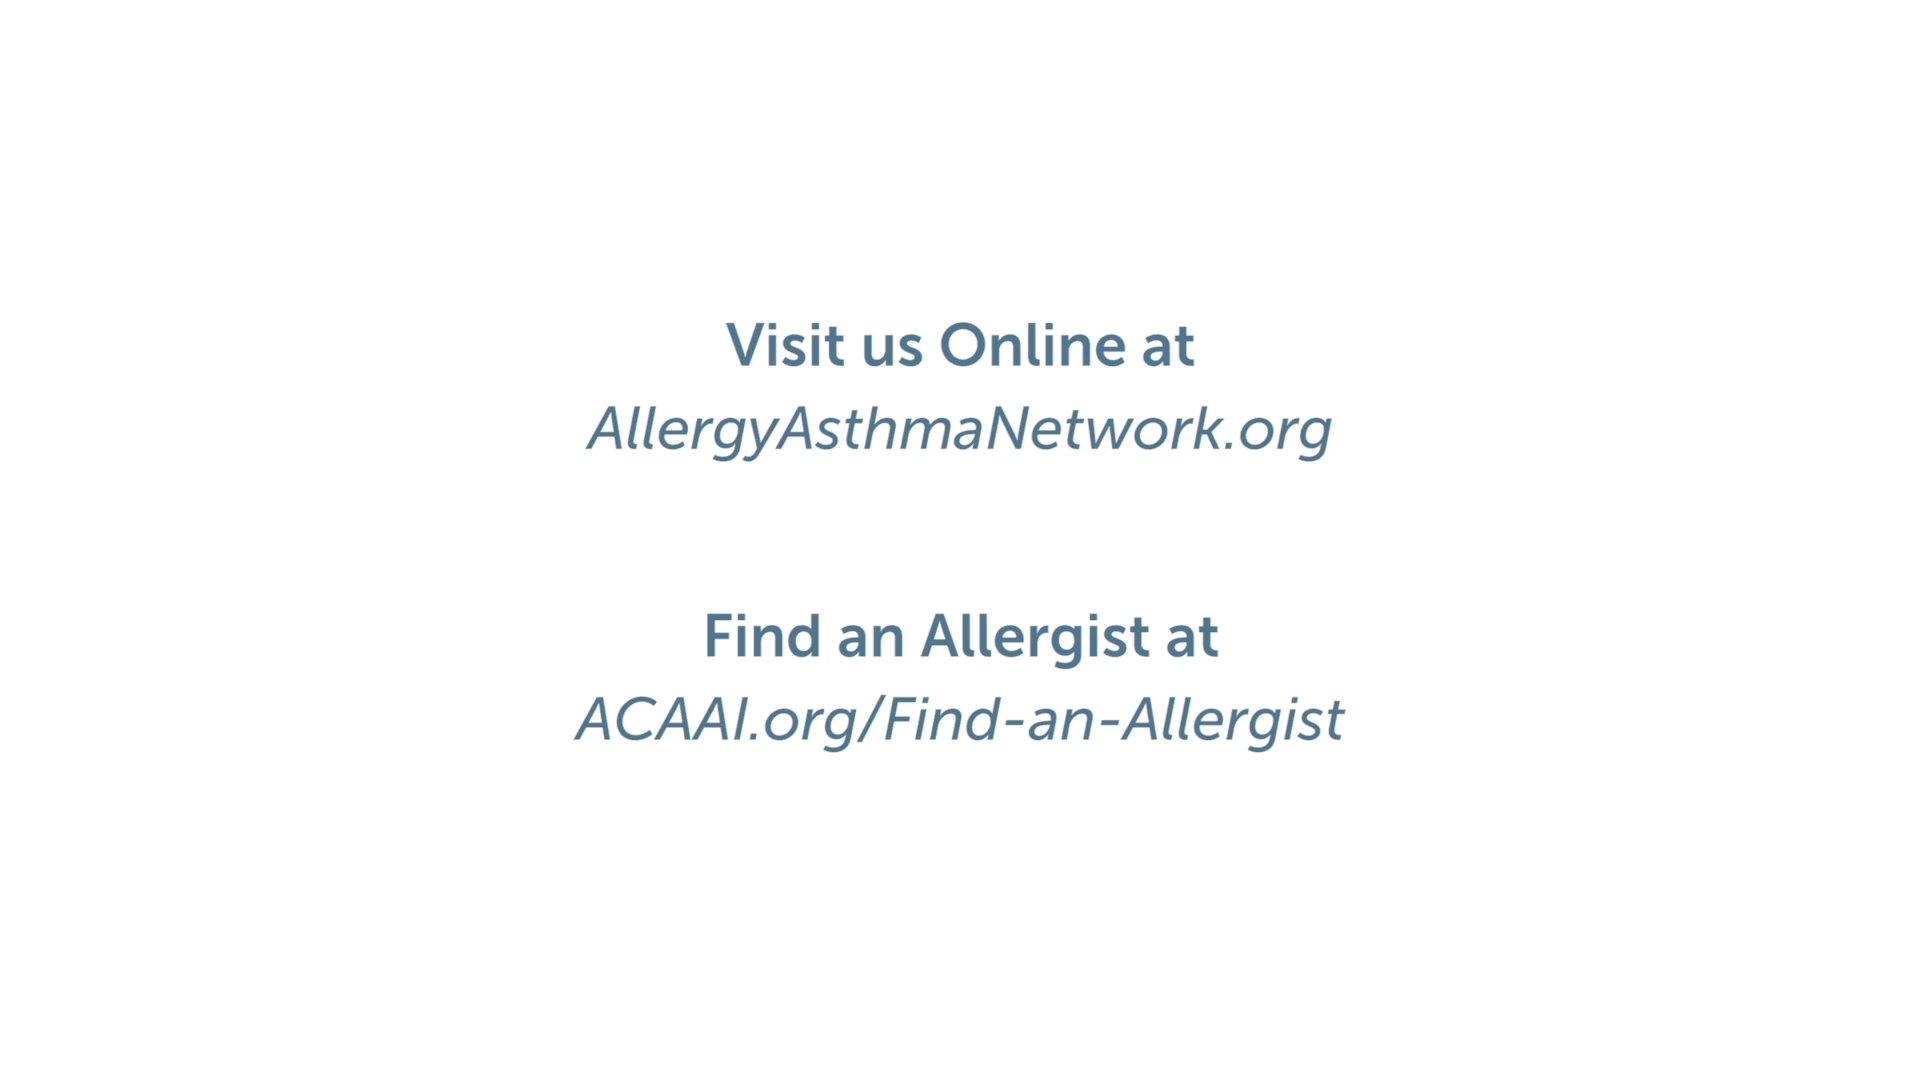 Visit us Online at
AllergyAsthmaNetwork.org
Find an Allergist at
ACAAI.org/Find-an-Allergist